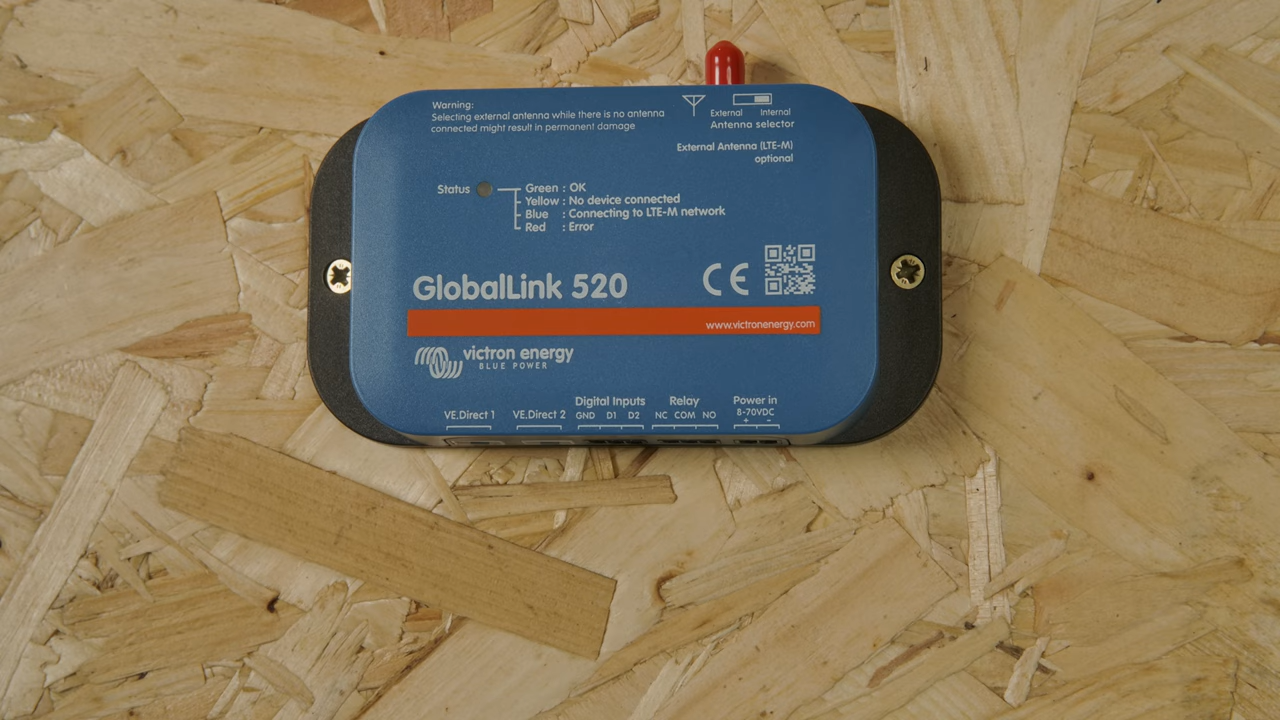 Warning:
Selecting external antenna while there is no antenna
connected might result in permanent damage
External Internal
Antenna selector
External Antenna (LTE-M)
optional
Status
Green : OK
Yellow : No device connected
Blue : Connecting to LTE-M network
Red : Error
GlobalLink 520
CE
www.victronenergy.com
victron energy
BLUE POWER
VE.Direct 1
VE.Direct 2
Digital Inputs
GND D1 D2
Relay
NC COM NO
Power in
8-70VDC
+ -